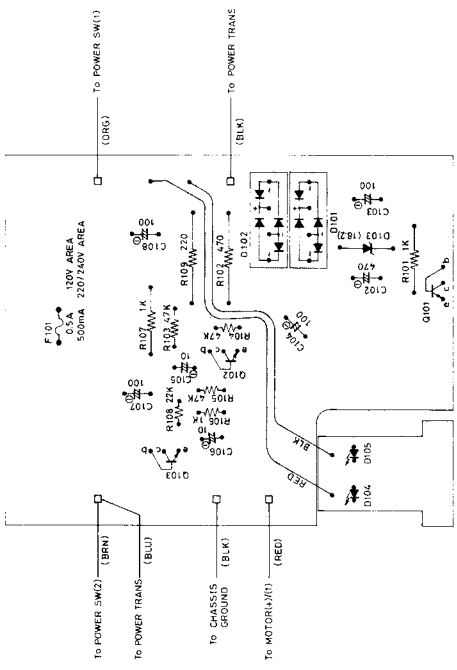 To POWER SW(1)
(ORG)
To POWER TRANS
(BLK)
F101
0.5A 120V AREA
500mA 220/240V AREA
100
C108
R109 220
R102 470
D102
D101
100
C103
D103 (18.2)
470
C102
R101 1K
Q101
e c b
R107 1K
R103 47K
R104
47K
C104
100
C105
10
b c e
Q102
100
C107
R108 22K
R105
47K
R105
1K
10
C106
b c e
Q103
BLK
RED
D105
D104
To POWER SW(2)
(BRN)
To POWER TRANS
(BLU)
To CHASSIS
GROUND
(BLK)
To MOTOR(+)/(1)
(RED)